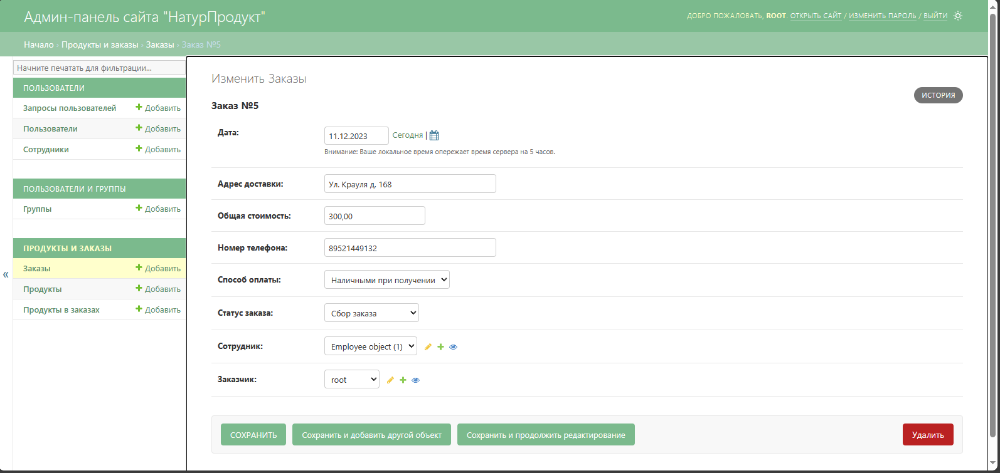 Админ-панель сайта "НатурПродукт"
ДОБРО ПОЖАЛОВАТЬ, ROOT. ОТКРЫТЬ САЙТ / ИЗМЕНИТЬ ПАРОЛЬ / ВЫЙТИ
Начало › Продукты и заказы › Заказы › Заказ №5
Начните печатать для фильтрации...
ПОЛЬЗОВАТЕЛИ
Запросы пользователей Добавить
Пользователи Добавить
Сотрудники Добавить
ПОЛЬЗОВАТЕЛИ И ГРУППЫ
Группы Добавить
ПРОДУКТЫ И ЗАКАЗЫ
Заказы Добавить
Продукты Добавить
Продукты в заказах Добавить
«
Изменить Заказы
ИСТОРИЯ
Заказ №5
Дата: 11.12.2023 Сегодня |
Внимание: Ваше локальное время опережает время сервера на 5 часов.
Адрес доставки: Ул. Крауля д. 168
Общая стоимость: 300,00
Номер телефона: 89521449132
Способ оплаты: Наличными при получении
Статус заказа: Сбор заказа
Сотрудник: Employee object (1)
Заказчик: root
СОХРАНИТЬ Сохранить и добавить другой объект Сохранить и продолжить редактирование Удалить